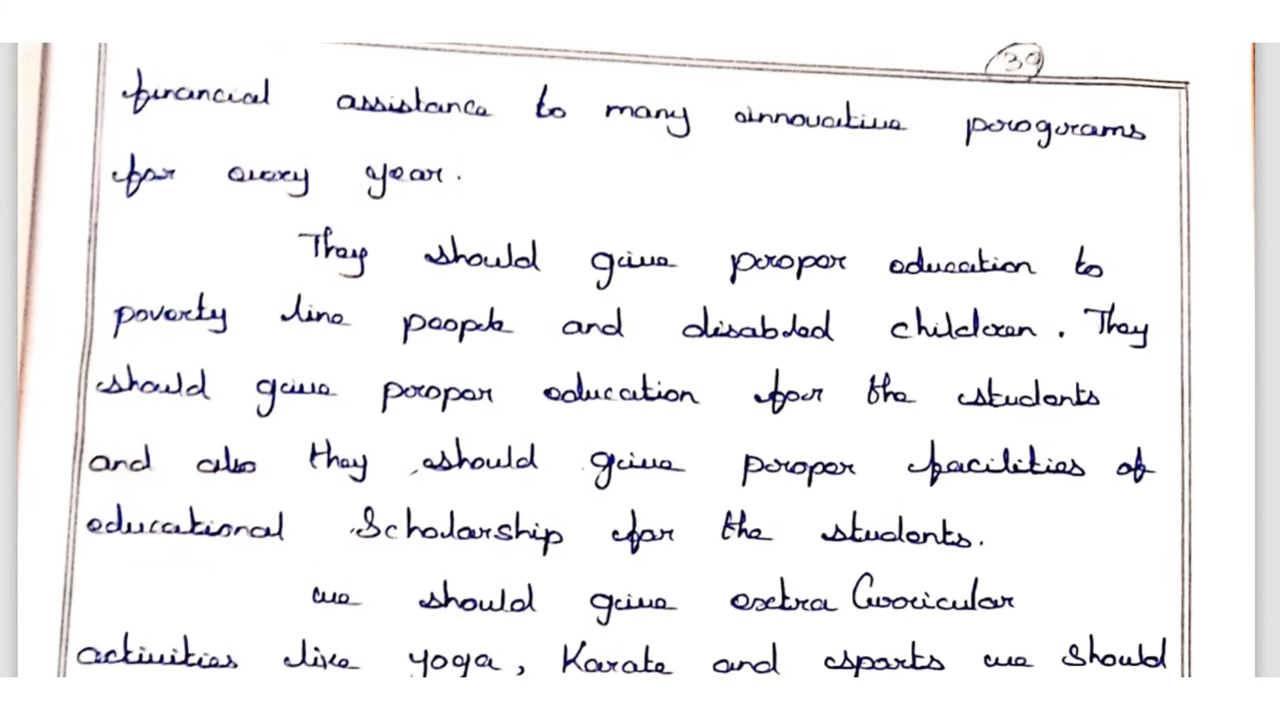 39
financial assistance to many innovative programs
for every year.
They should give proper education to
poverty line people and disabled children. They
should give proper education for the students
and also they should give proper facilities of
educational Scholarship for the students.
we should give extra Curricular
activities like yoga, Karate and sports we should